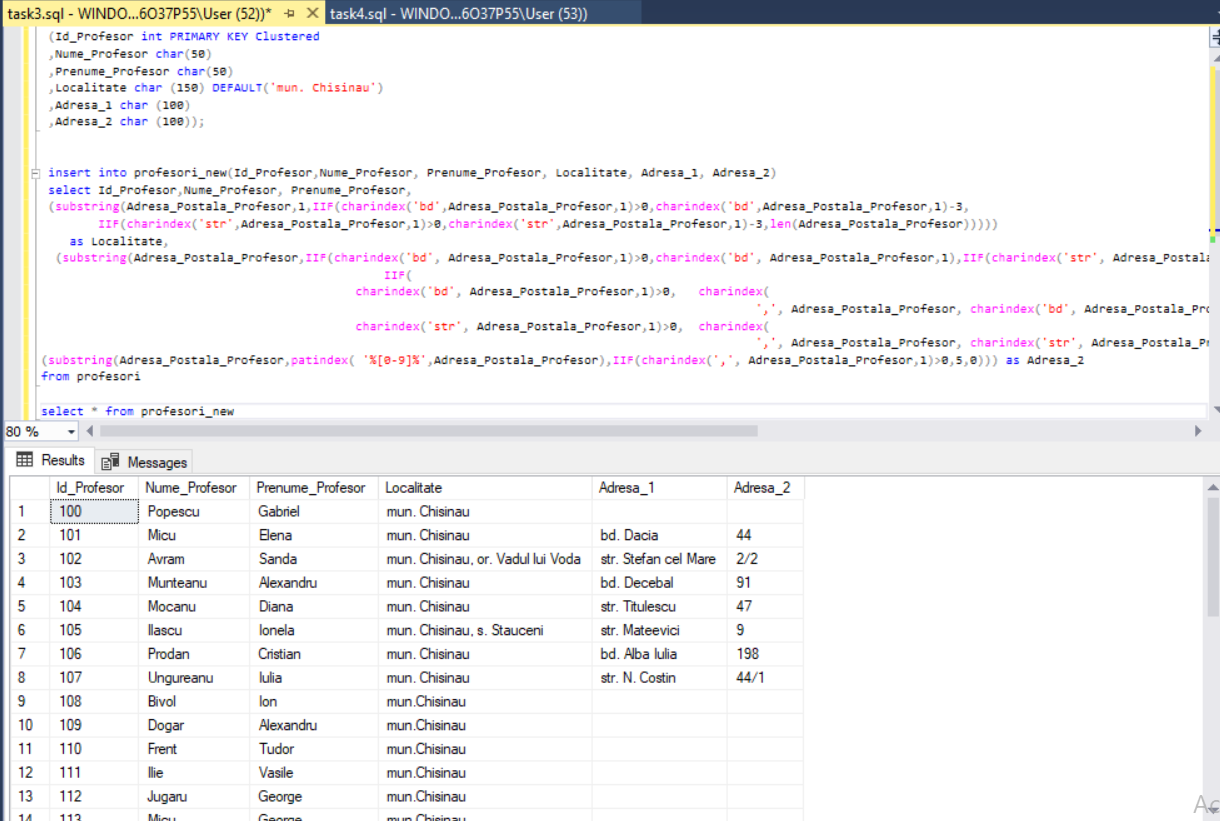 task3.sql - WINDO...6O37P55\User (52))* task4.sql - WINDO...6O37P55\User (53))
(Id_Profesor int PRIMARY KEY Clustered
,Nume_Profesor char(50)
,Prenume_Profesor char(50)
,Localitate char (150) DEFAULT('mun. Chisinau')
,Adresa_1 char (100)
,Adresa_2 char (100));
insert into profesori_new(Id_Profesor,Nume_Profesor, Prenume_Profesor, Localitate, Adresa_1, Adresa_2)
select Id_Profesor,Nume_Profesor, Prenume_Profesor,
(substring(Adresa_Postala_Profesor,1,IIF(charindex('bd',Adresa_Postala_Profesor,1)>0,charindex('bd',Adresa_Postala_Profesor,1)-3,
IIF(charindex('str',Adresa_Postala_Profesor,1)>0,charindex('str',Adresa_Postala_Profesor,1)-3,len(Adresa_Postala_Profesor)))))
as Localitate,
(substring(Adresa_Postala_Profesor,IIF(charindex('bd', Adresa_Postala_Profesor,1)>0,charindex('bd', Adresa_Postala_Profesor,1),IIF(charindex('str', Adresa_Postala
IIF(
charindex('bd', Adresa_Postala_Profesor,1)>0, charindex(
',', Adresa_Postala_Profesor, charindex('bd', Adresa_Postala_Pro
charindex('str', Adresa_Postala_Profesor,1)>0, charindex(
',', Adresa_Postala_Profesor, charindex('str', Adresa_Postala_P
(substring(Adresa_Postala_Profesor,patindex( '%[0-9]%',Adresa_Postala_Profesor),IIF(charindex(',', Adresa_Postala_Profesor,1)>0,5,0))) as Adresa_2
from profesori
select * from profesori_new
80 %
Results Messages
Id_Profesor Nume_Profesor Prenume_Profesor Localitate Adresa_1 Adresa_2
1 100 Popescu Gabriel mun. Chisinau
2 101 Micu Elena mun. Chisinau bd. Dacia 44
3 102 Avram Sanda mun. Chisinau, or. Vadul lui Voda str. Stefan cel Mare 2/2
4 103 Munteanu Alexandru mun. Chisinau bd. Decebal 91
5 104 Mocanu Diana mun. Chisinau str. Titulescu 47
6 105 Ilascu Ionela mun. Chisinau, s. Stauceni str. Mateevici 9
7 106 Prodan Cristian mun. Chisinau bd. Alba Iulia 198
8 107 Ungureanu Iulia mun. Chisinau str. N. Costin 44/1
9 108 Bivol Ion mun.Chisinau
10 109 Dogar Alexandru mun.Chisinau
11 110 Frent Tudor mun.Chisinau
12 111 Ilie Vasile mun.Chisinau
13 112 Jugaru George mun.Chisinau
14 113 Micu George mun.Chisinau